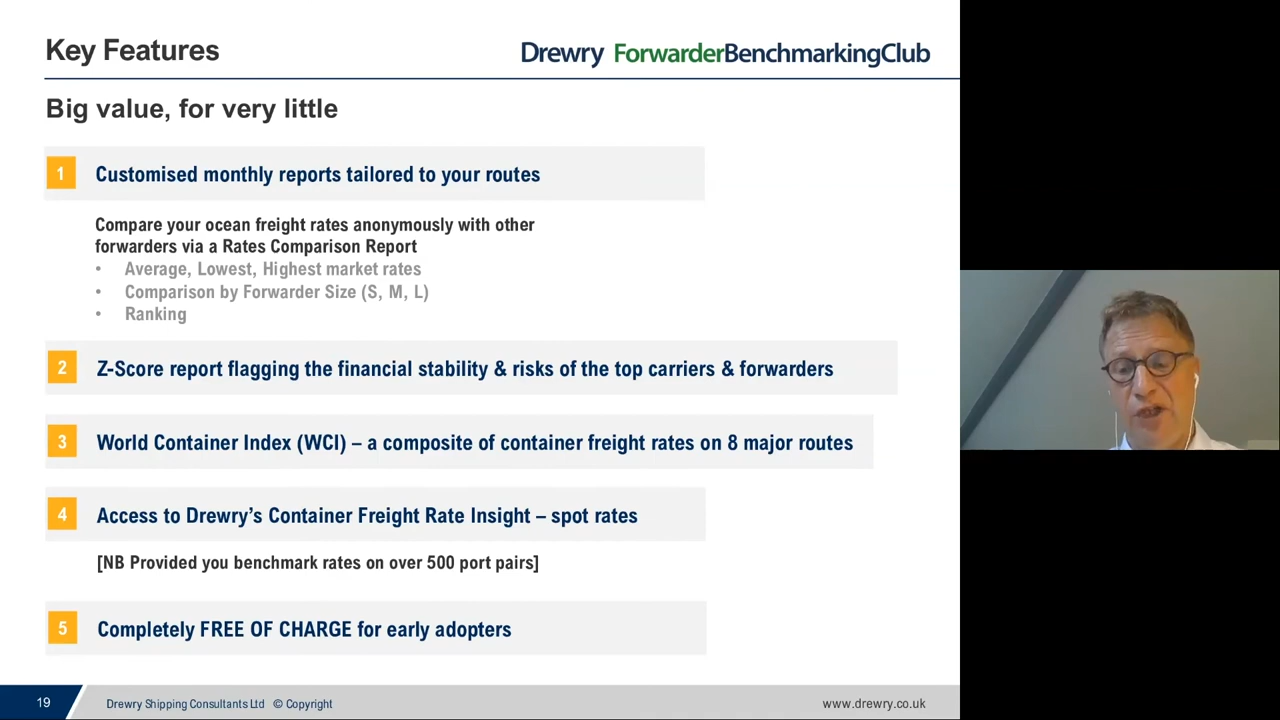 Key Features
Drewry ForwarderBenchmarkingClub
Big value, for very little
1 Customised monthly reports tailored to your routes
Compare your ocean freight rates anonymously with other
forwarders via a Rates Comparison Report
• Average, Lowest, Highest market rates
• Comparison by Forwarder Size (S, M, L)
• Ranking
2 Z-Score report flagging the financial stability & risks of the top carriers & forwarders
3 World Container Index (WCI) – a composite of container freight rates on 8 major routes
4 Access to Drewry’s Container Freight Rate Insight – spot rates
[NB Provided you benchmark rates on over 500 port pairs]
5 Completely FREE OF CHARGE for early adopters
19 Drewry Shipping Consultants Ltd © Copyright www.drewry.co.uk